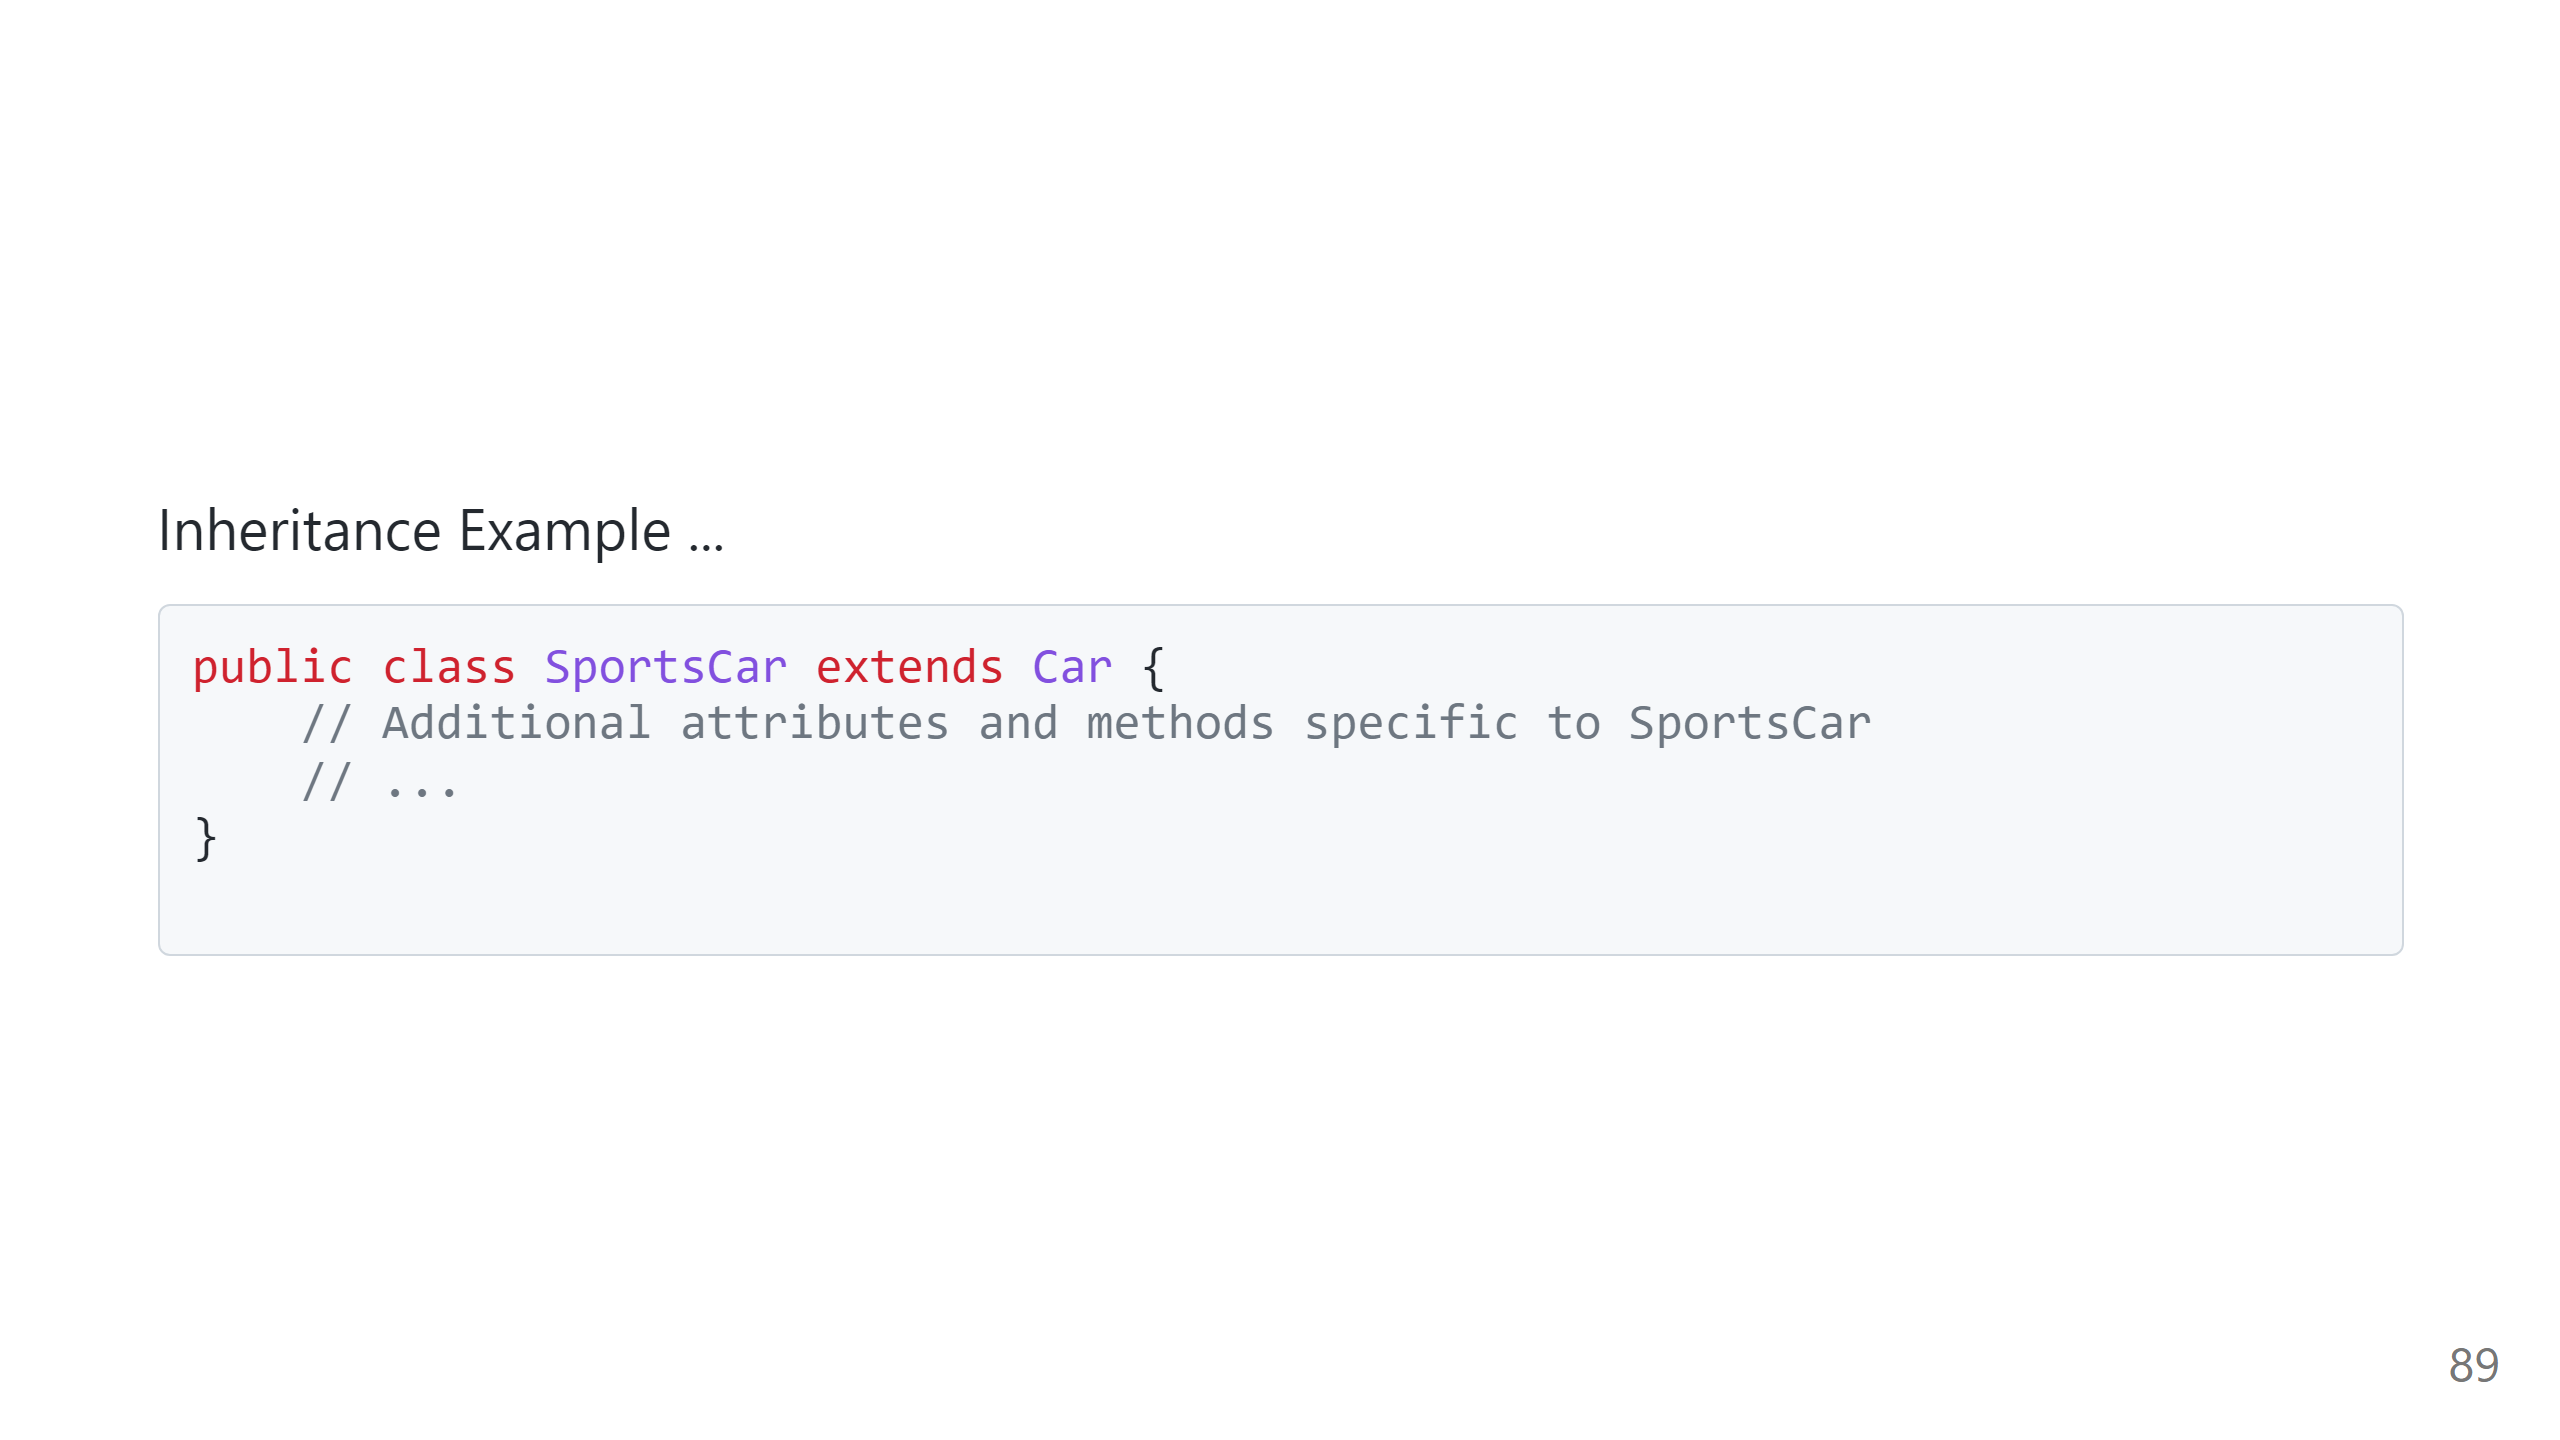 Inheritance Example ...
public class SportsCar extends Car {
    // Additional attributes and methods specific to SportsCar
    // ...
}
89